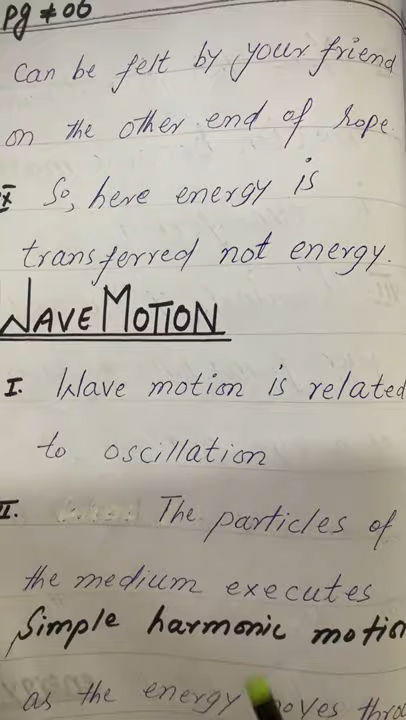 pg # 06
can be felt by your friend
on the other end of rope.
X So, here energy is
transferred not energy.
WAVE MOTION
I. Wave motion is related
to oscillation
II. The particles of
the medium executes
Simple harmonic motion
as the energy moves thro